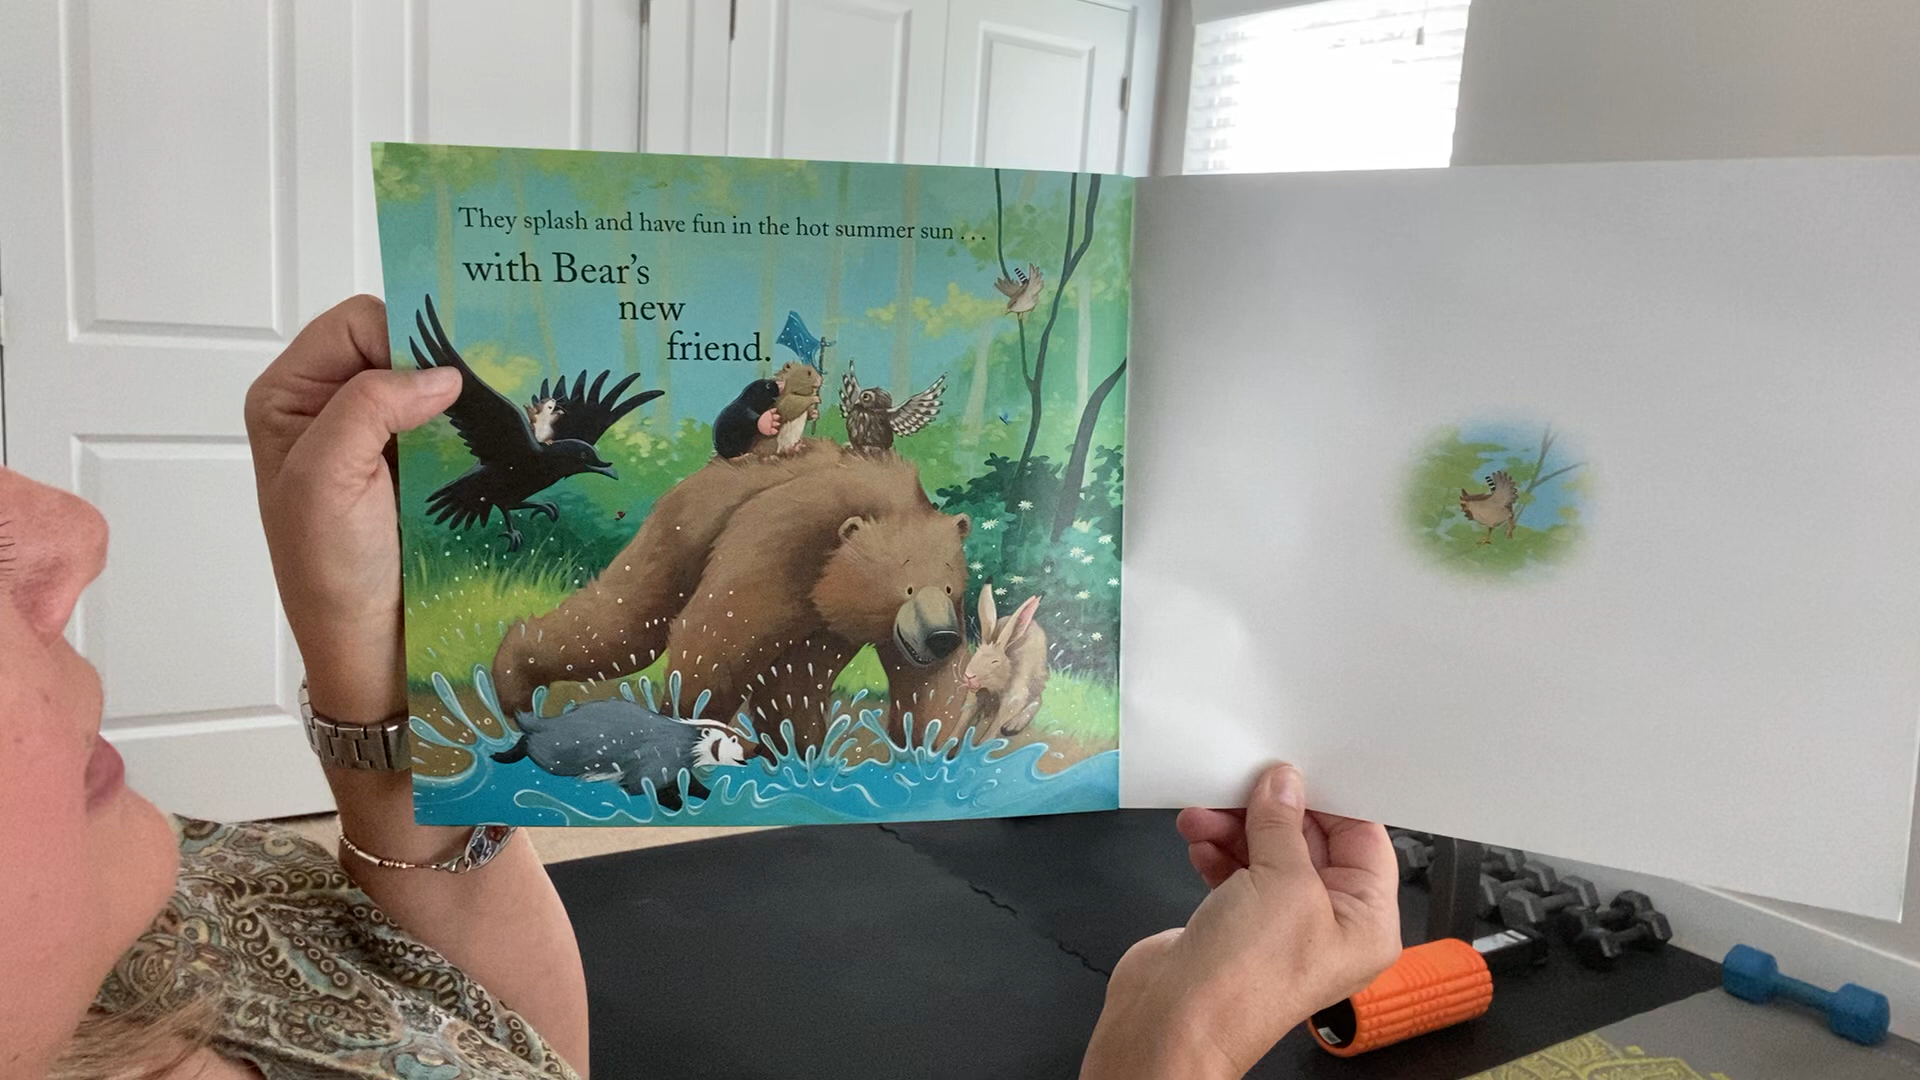 They splash and have fun in the hot summer sun . . .
with Bear's
new
friend.